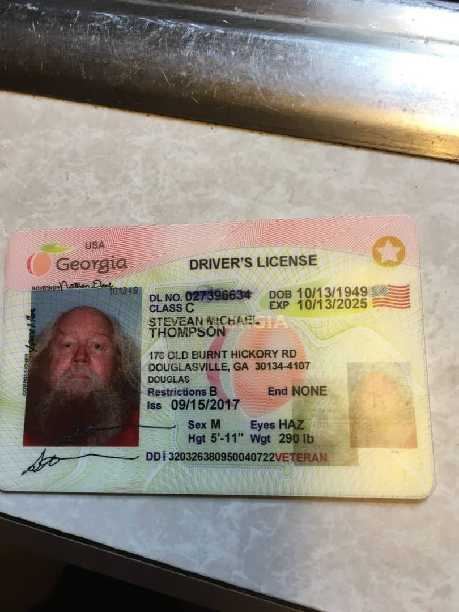 USA
Georgia
DRIVER'S LICENSE
DL NO. 027396634 DOB 10/13/1949
CLASS C EXP 10/13/2025
STEVEAN MICHAEL
THOMPSON
178 OLD BURNT HICKORY RD
DOUGLASVILLE, GA 30134-4107
DOUGLAS
Restrictions B End NONE
Iss 09/15/2017
Sex M Eyes HAZ
Hgt 5'-11" Wgt 290 lb
DD 320326380950040722 VETERAN